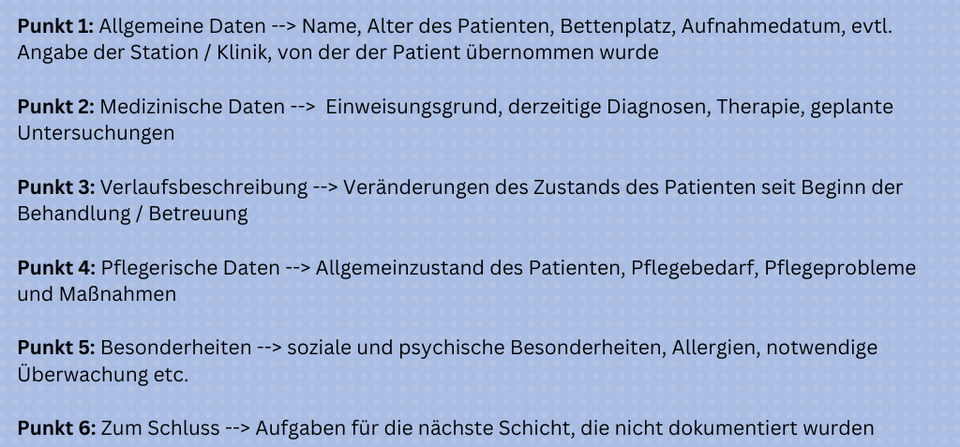 Punkt 1: Allgemeine Daten --> Name, Alter des Patienten, Bettenplatz, Aufnahmedatum, evtl.
Angabe der Station / Klinik, von der der Patient übernommen wurde
Punkt 2: Medizinische Daten --> Einweisungsgrund, derzeitige Diagnosen, Therapie, geplante
Untersuchungen
Punkt 3: Verlaufsbeschreibung --> Veränderungen des Zustands des Patienten seit Beginn der
Behandlung / Betreuung
Punkt 4: Pflegerische Daten --> Allgemeinzustand des Patienten, Pflegebedarf, Pflegeprobleme
und Maßnahmen
Punkt 5: Besonderheiten --> soziale und psychische Besonderheiten, Allergien, notwendige
Überwachung etc.
Punkt 6: Zum Schluss --> Aufgaben für die nächste Schicht, die nicht dokumentiert wurden